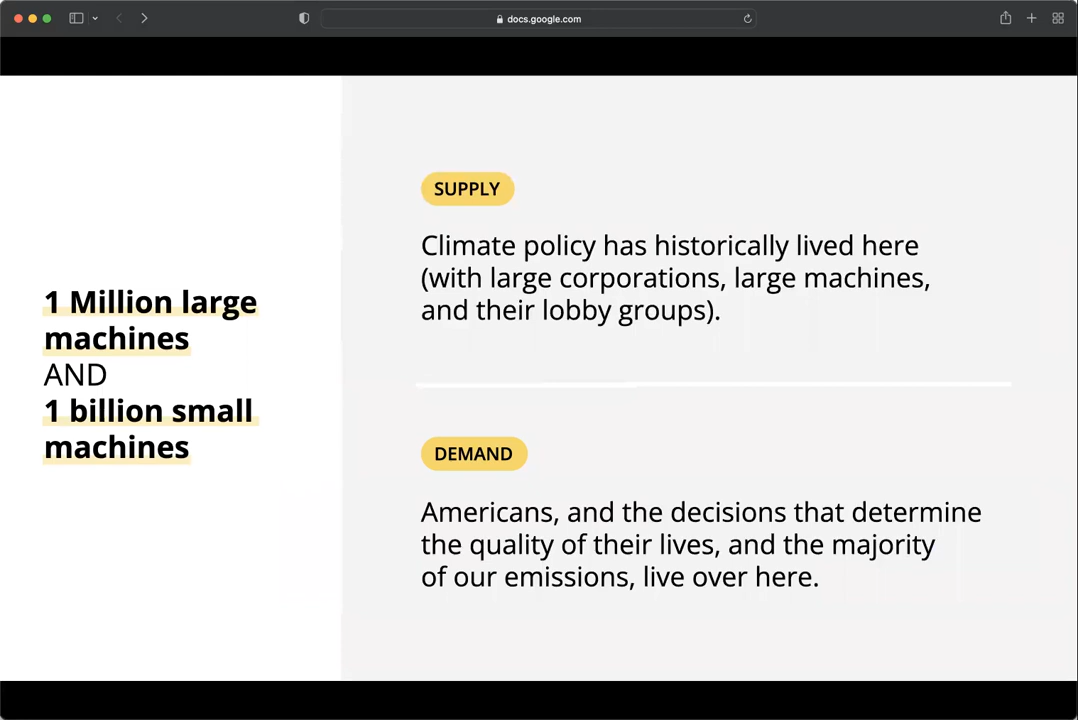 docs.google.com
1 Million large
machines
AND
1 billion small
machines
SUPPLY
Climate policy has historically lived here
(with large corporations, large machines,
and their lobby groups).
DEMAND
Americans, and the decisions that determine
the quality of their lives, and the majority
of our emissions, live over here.